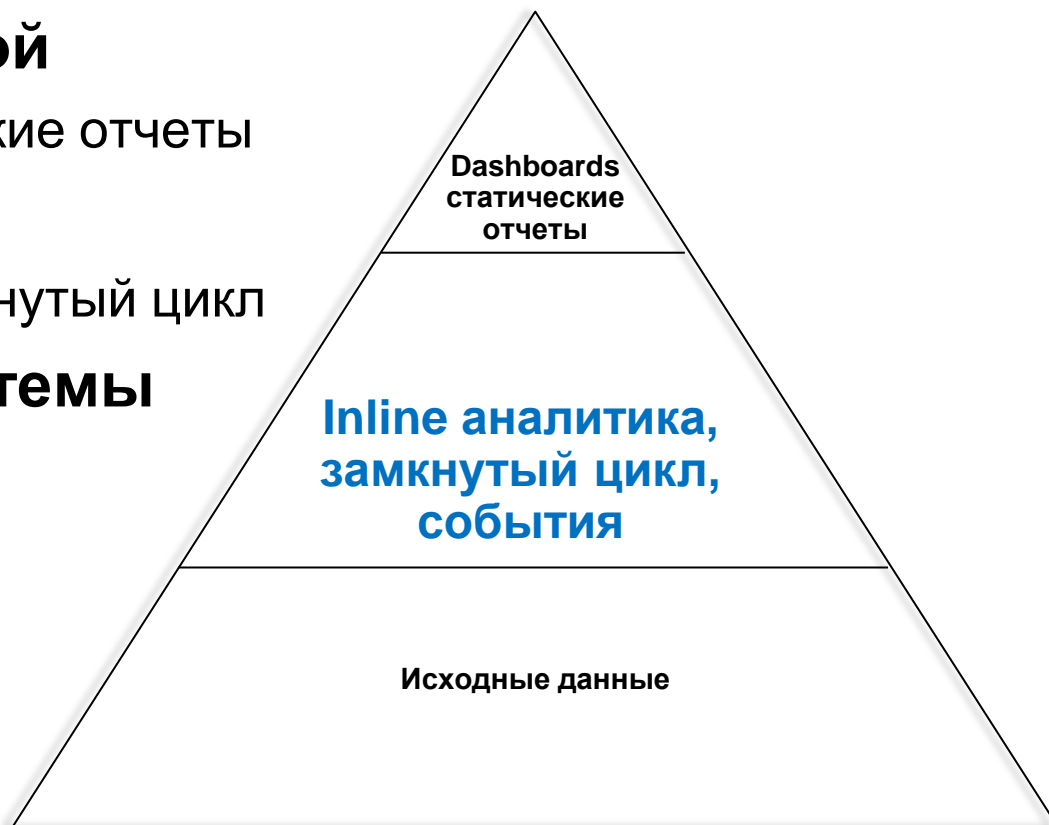 ой
кие отчеты
нутый цикл
темы
Dashboards
статические
отчеты
Inline аналитика,
замкнутый цикл,
события
Исходные данные